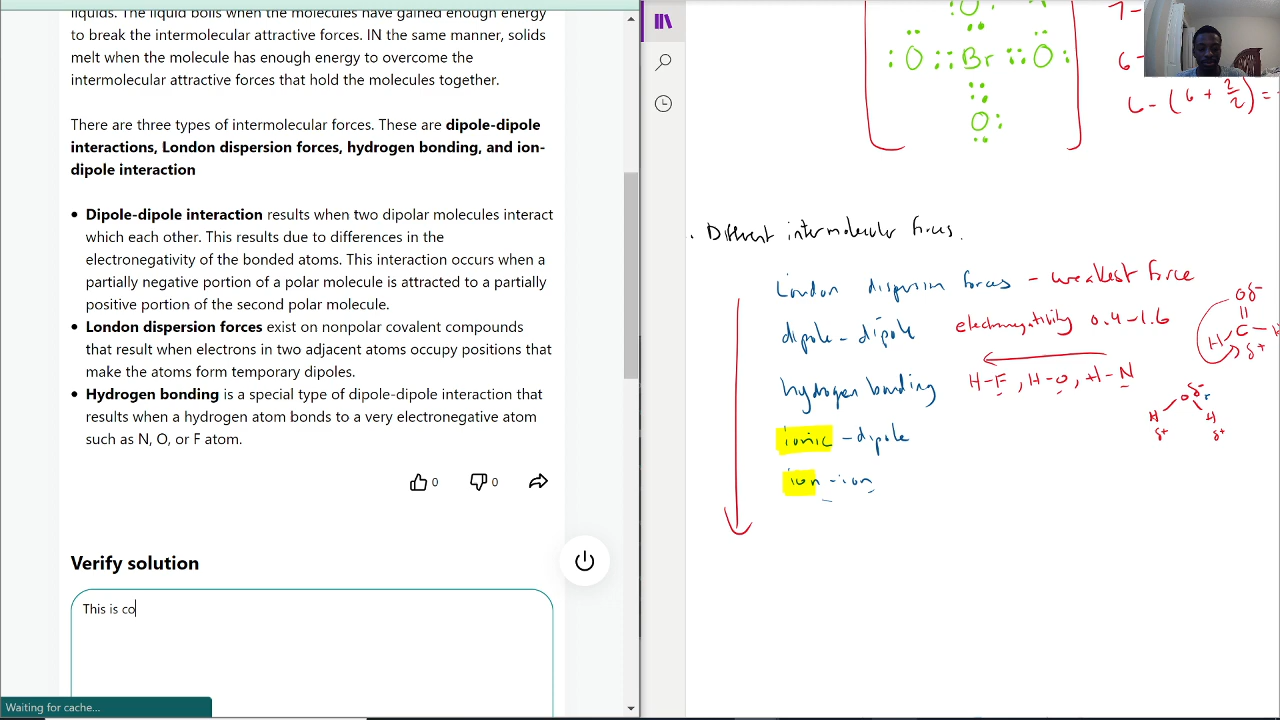 liquids. The liquid boils when the molecules have gained enough energy
to break the intermolecular attractive forces. IN the same manner, solids
melt when the molecule has enough energy to overcome the
intermolecular attractive forces that hold the molecules together.
There are three types of intermolecular forces. These are dipole-dipole
interactions, London dispersion forces, hydrogen bonding, and ion-
dipole interaction
• Dipole-dipole interaction results when two dipolar molecules interact
which each other. This results due to differences in the
electronegativity of the bonded atoms. This interaction occurs when a
partially negative portion of a polar molecule is attracted to a partially
positive portion of the second polar molecule.
• London dispersion forces exist on nonpolar covalent compounds
that result when electrons in two adjacent atoms occupy positions that
make the atoms form temporary dipoles.
• Hydrogen bonding is a special type of dipole-dipole interaction that
results when a hydrogen atom bonds to a very electronegative atom
such as N, O, or F atom.
0 0
Verify solution
This is co
Waiting for cache...
O
O Br O
O
7-
6-
6 - (6 + 2/2) =
. Different intermolecular forces.
London dispersion forces - weakest force
dipole - dipole electronegativity 0.4-1.6
hydrogen bonding H-F, H-O, H-N
ionic - dipole
ion - ion
Oδ-
H C - H
δ+
O δ-
H H
δ+ δ+